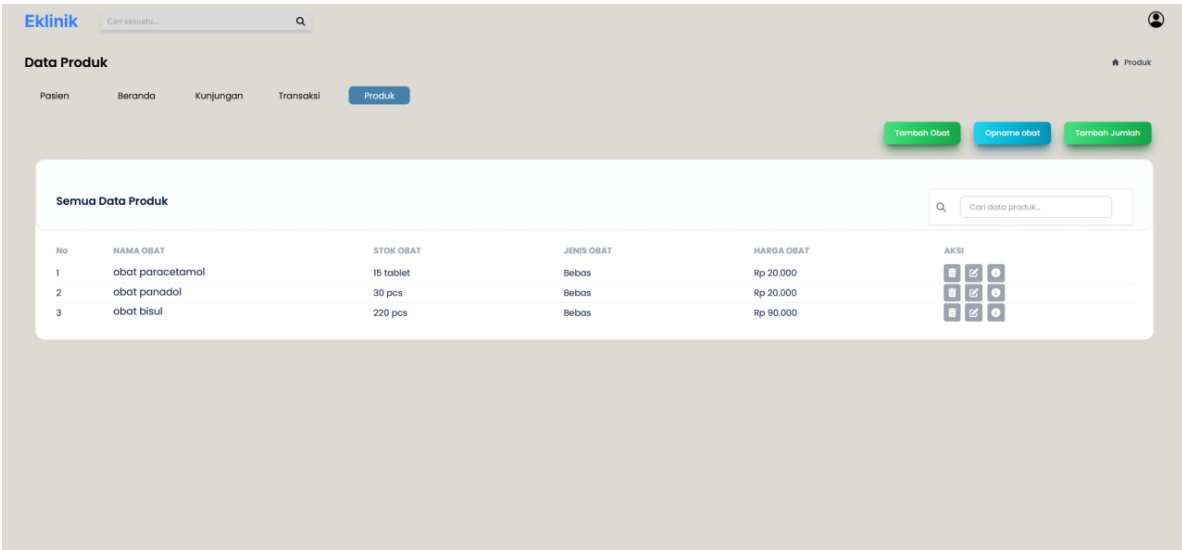 Eklinik Cari sesuatu...
Data Produk Produk
Pasien Beranda Kunjungan Transaksi Produk
Tambah Obat Opname obat Tambah Jumlah
Semua Data Produk Cari data produk...
No NAMA OBAT STOK OBAT JENIS OBAT HARGA OBAT AKSI
1 obat paracetamol 15 tablet Bebas Rp 20.000
2 obat panadol 30 pcs Bebas Rp 20.000
3 obat bisul 220 pcs Bebas Rp 90.000